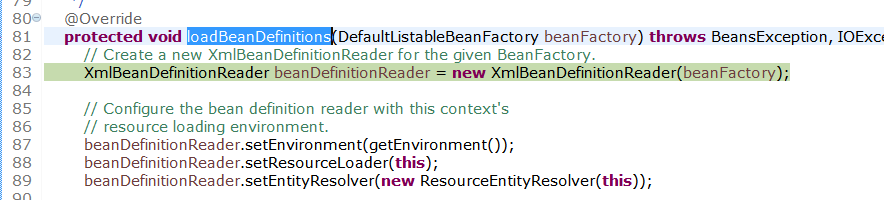 79 */
80 @Override
81 protected void loadBeanDefinitions(DefaultListableBeanFactory beanFactory) throws BeansException, IOExce
82 // Create a new XmlBeanDefinitionReader for the given BeanFactory.
83 XmlBeanDefinitionReader beanDefinitionReader = new XmlBeanDefinitionReader(beanFactory);
84
85 // Configure the bean definition reader with this context's
86 // resource loading environment.
87 beanDefinitionReader.setEnvironment(getEnvironment());
88 beanDefinitionReader.setResourceLoader(this);
89 beanDefinitionReader.setEntityResolver(new ResourceEntityResolver(this));
90